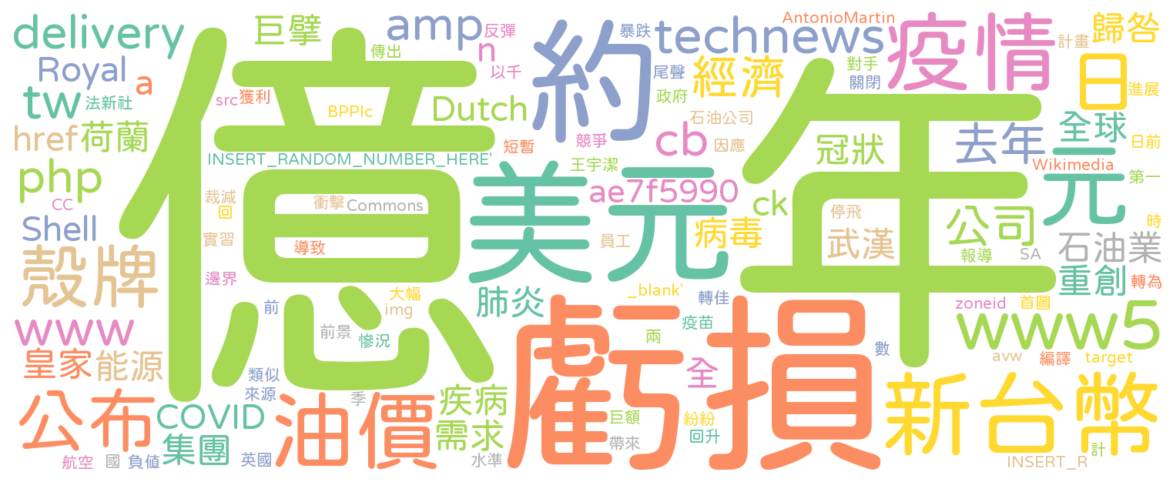 delivery
巨擘
傳出
amp
反彈
n
以千
暴跌
尾聲
約
technews
政府
經濟
AntonioMartin
疫情
計畫
歸咎
對手
關閉
日
進展
Royal
a
tw
法新社
src
獲利
BPPlc
Dutch
短暫
競爭
石油公司
因應
cb
冠狀
去年
全球
日前
Wikimedia
第一
href
荷蘭
INSERT_RANDOM_NUMBER_HERE'
王宇潔
ae7f5990
php
cc
裁減
回
衝擊
Commons
億
美元
年
ck
停飛
元
時
Shell
實習
導致
員工
病毒
武漢
公司
報導
SA
石油業
殼牌
邊界
肺炎
_blank'
轉佳
zoneid
首圖
重創
轉為
www
前
大幅
img
前景
慘況
兩
疫苗
數
www5
皇家
能源
類似
來源
季
疾病
虧損
全
avw
編譯
target
公布
COVID
集團
油價
需求
巨額
紛紛
帶來
回升
新台幣
計
航空
國
負值
英國
水準
INSERT_R